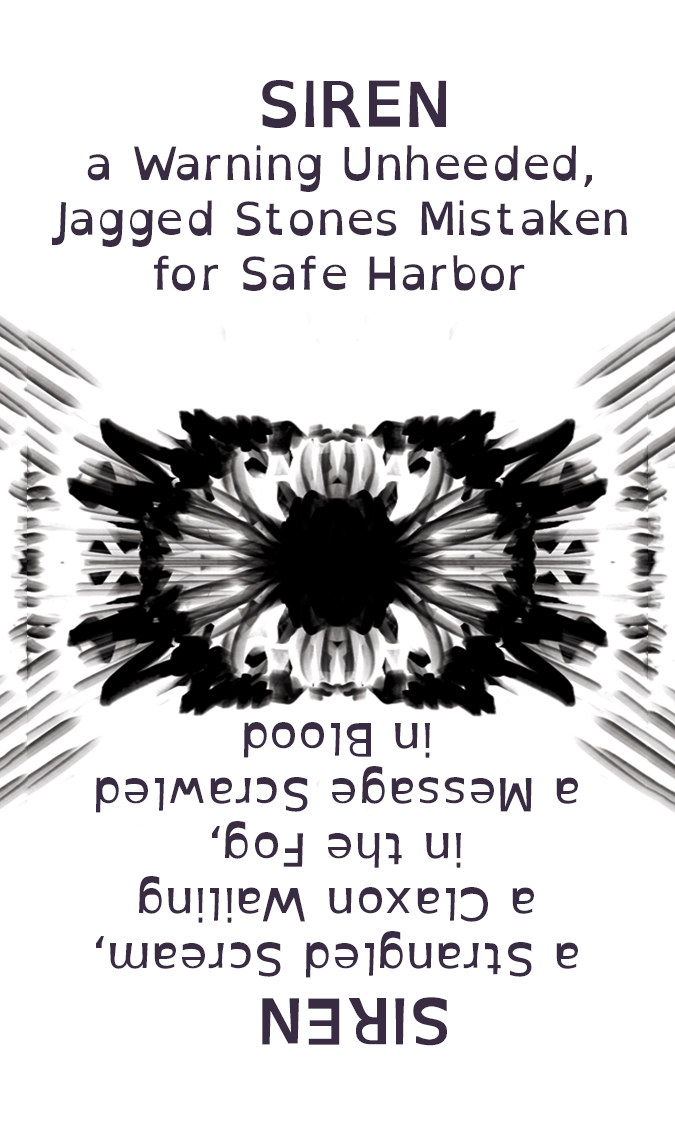 SIREN
a Warning Unheeded,
Jagged Stones Mistaken
for Safe Harbor
SIREN
a Strangled Scream,
a Claxon Wailing
in the Fog,
a Message Scrawled
in Blood